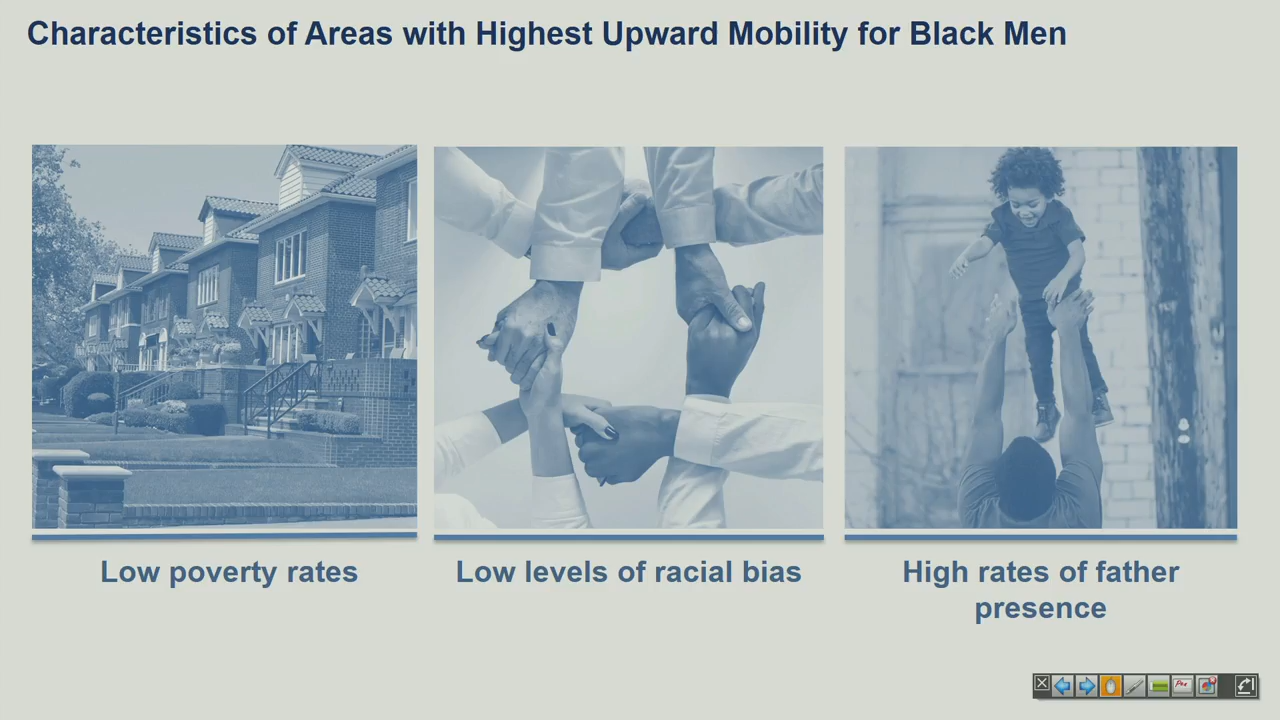 Characteristics of Areas with Highest Upward Mobility for Black Men
Low poverty rates
Low levels of racial bias
High rates of father
presence